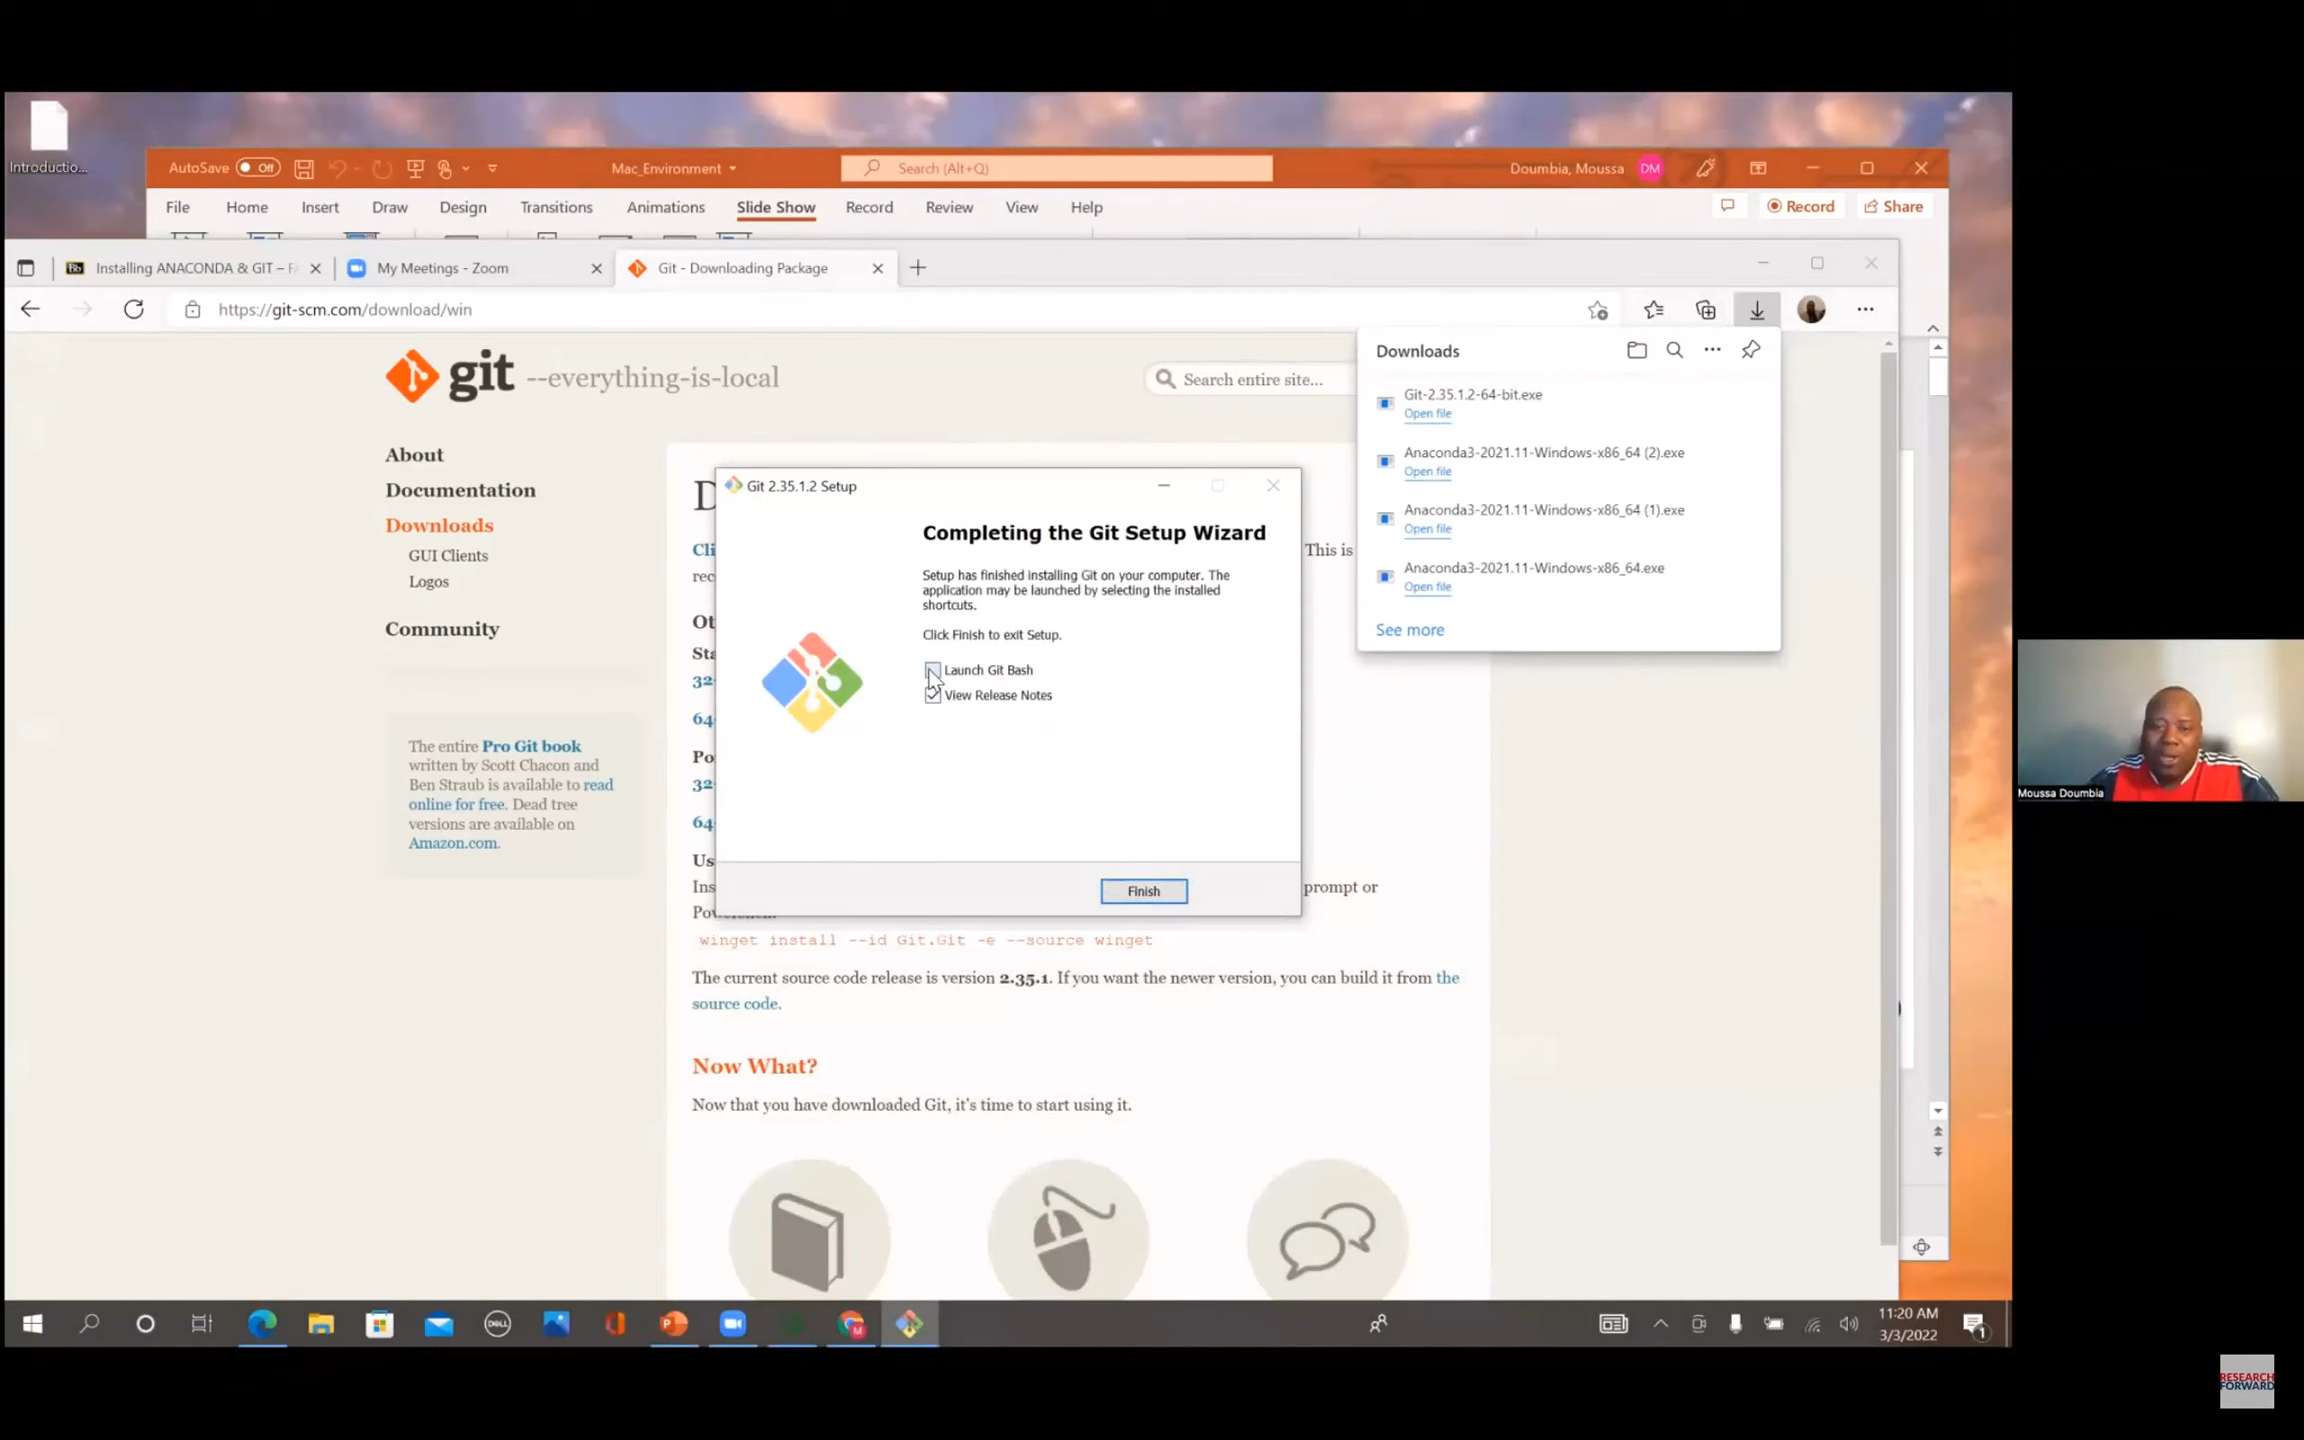 Introductio...
AutoSave Off
Mac_Environment
Search (Alt+Q)
Doumbia, Moussa
DM
File Home Insert Draw Design Transitions Animations Slide Show Record Review View Help
Record
Share
Installing ANACONDA & GIT –
My Meetings - Zoom
Git - Downloading Package
https://git-scm.com/download/win
git --everything-is-local
Search entire site...
About
Documentation
Downloads
GUI Clients
Logos
Community
The entire Pro Git book
written by Scott Chacon and
Ben Straub is available to read
online for free. Dead tree
versions are available on
Amazon.com.
Downloads
Git-2.35.1.2-64-bit.exe
Open file
Anaconda3-2021.11-Windows-x86_64 (2).exe
Open file
Anaconda3-2021.11-Windows-x86_64 (1).exe
Open file
Anaconda3-2021.11-Windows-x86_64.exe
Open file
See more
Git 2.35.1.2 Setup
Completing the Git Setup Wizard
Setup has finished installing Git on your computer. The
application may be launched by selecting the installed
shortcuts.
Click Finish to exit Setup.
Launch Git Bash
View Release Notes
Finish
This is
prompt or
winget install --id Git.Git -e --source winget
The current source code release is version 2.35.1. If you want the newer version, you can build it from the
source code.
Now What?
Now that you have downloaded Git, it's time to start using it.
Moussa Doumbia
DELL
11:20 AM
3/3/2022
1
RESEARCH
FORWARD